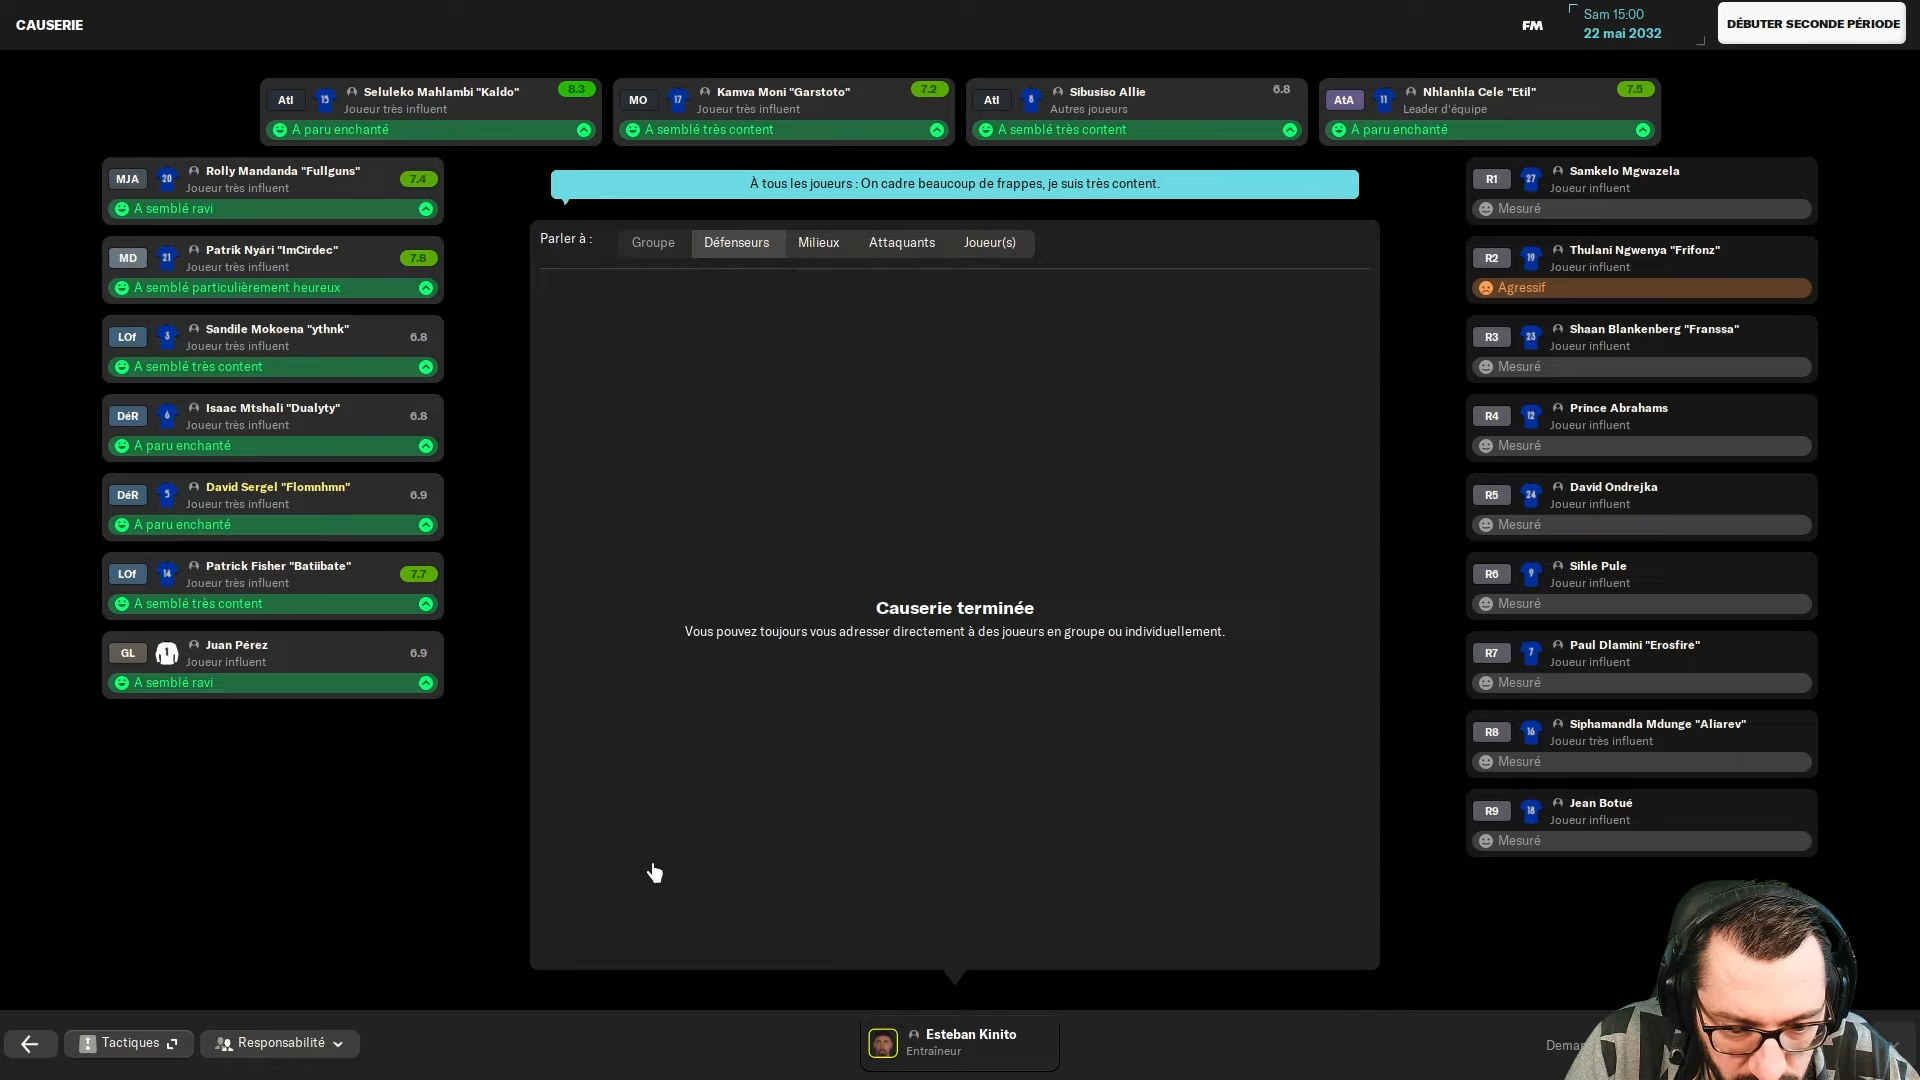 CAUSERIE
FM
Sam 15:00
22 mai 2032
DÉBUTER SECONDE PÉRIODE
AtI
15
Seluleko Mahlambi "Kaldo"
8.3
Joueur très influent
A paru enchanté
MO
17
Kamva Moni "Garstoto"
7.2
Joueur très influent
A semblé très content
AtI
8
Sibusiso Allie
6.8
Autres joueurs
A semblé très content
AtA
11
Nhlanhla Cele "Etil"
7.5
Leader d'équipe
A paru enchanté
MJA
20
Rolly Mandanda "Fullguns"
7.4
Joueur très influent
A semblé ravi
MD
21
Patrik Nyári "ImCirdec"
7.8
Joueur très influent
A semblé particulièrement heureux
LOf
3
Sandile Mokoena "ythnk"
6.8
Joueur très influent
A semblé très content
DéR
6
Isaac Mtshali "Dualyty"
6.8
Joueur très influent
A paru enchanté
DéR
5
David Sergel "Flomnhmn"
6.9
Joueur très influent
A paru enchanté
LOf
14
Patrick Fisher "Batiibate"
7.7
Joueur très influent
A semblé très content
GL
1
Juan Pérez
6.9
Joueur influent
A semblé ravi
À tous les joueurs : On cadre beaucoup de frappes, je suis très content.
Parler à :
Groupe
Défenseurs
Milieux
Attaquants
Joueur(s)
Causerie terminée
Vous pouvez toujours vous adresser directement à des joueurs en groupe ou individuellement.
R1
27
Samkelo Mgwazela
Joueur influent
Mesuré
R2
19
Thulani Ngwenya "Frifonz"
Joueur influent
Agressif
R3
23
Shaan Blankenberg "Franssa"
Joueur influent
Mesuré
R4
12
Prince Abrahams
Joueur influent
Mesuré
R5
24
David Ondrejka
Joueur influent
Mesuré
R6
9
Sihle Pule
Joueur influent
Mesuré
R7
7
Paul Dlamini "Erosfire"
Joueur influent
Mesuré
R8
16
Siphamandla Mdunge "Aliarev"
Joueur très influent
Mesuré
R9
18
Jean Botué
Joueur influent
Mesuré
Tactiques
Responsabilité
Esteban Kinito
Entraîneur